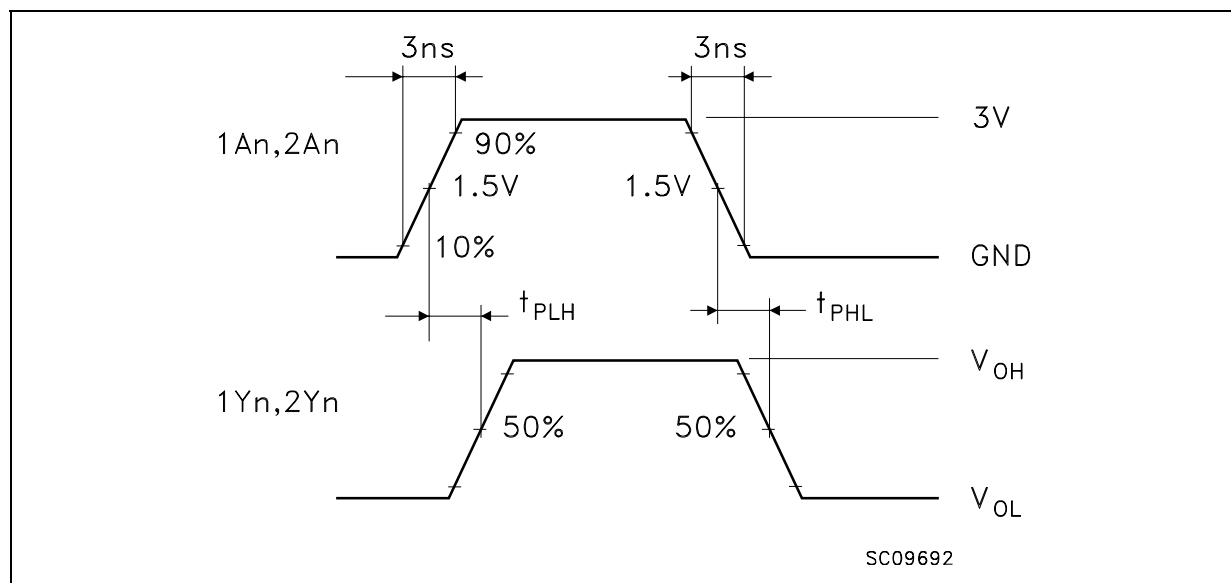 3ns
3ns
3V
1An,2An
90%
1.5V
1.5V
10%
GND
tPLH
tPHL
VOH
1Yn,2Yn
50%
50%
VOL
SC09692